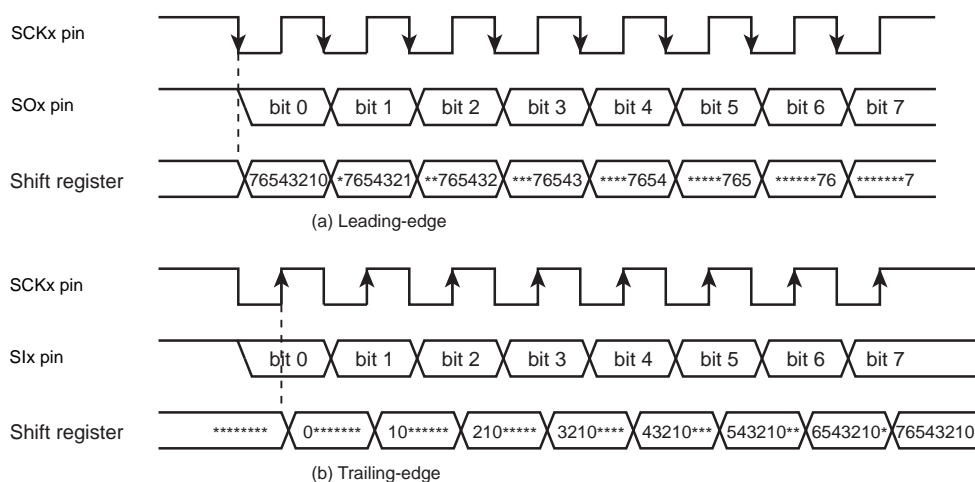 SCKx pin
SOx pin bit 0 bit 1 bit 2 bit 3 bit 4 bit 5 bit 6 bit 7
Shift register 76543210 *7654321 **765432 ***76543 ****7654 *****765 ******76 *******7
(a) Leading-edge
SCKx pin
SIx pin bit 0 bit 1 bit 2 bit 3 bit 4 bit 5 bit 6 bit 7
Shift register ******** 0******* 10****** 210***** 3210**** 43210*** 543210** 6543210* 76543210
(b) Trailing-edge